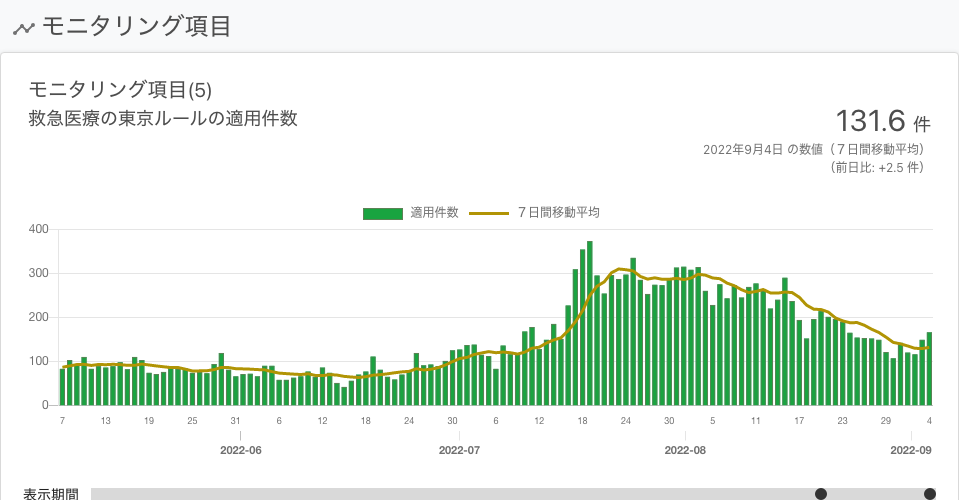 モニタリング項目
モニタリング項目(5)
救急医療の東京ルールの適用件数
131.6 件
2022年9月4日 の数値（７日間移動平均）
（前日比: +2.5 件）
適用件数 ７日間移動平均
400
300
200
100
0
7 13 19 25 31 6 12 18 24 30 6 12 18 24 30 5 11 17 23 29 4
2022-06 2022-07 2022-08 2022-09
表示期間